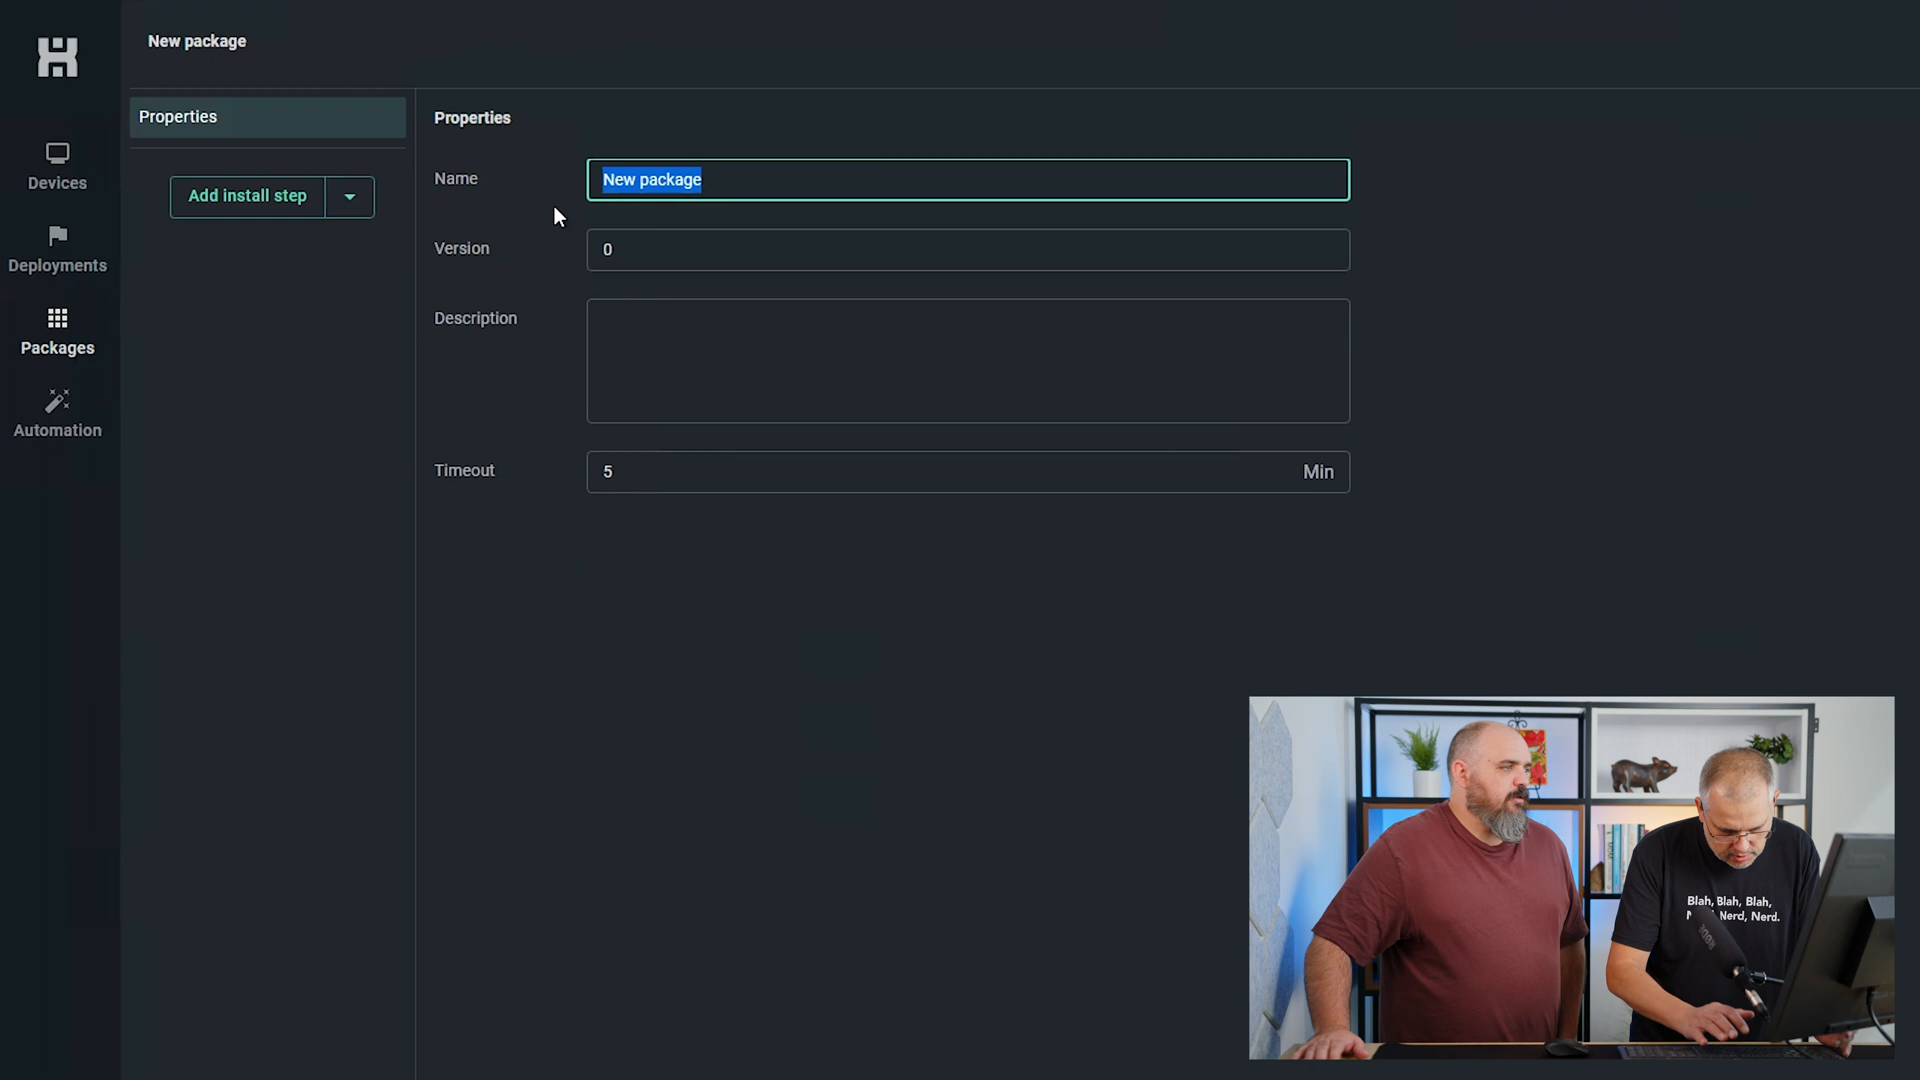 New package
Devices
Deployments
Packages
Automation
Properties
Add install step
Properties
Name
New package
Version
0
Description
Timeout
5
Min
Blah, Blah, Blah,
Nerd, Nerd.
RODE